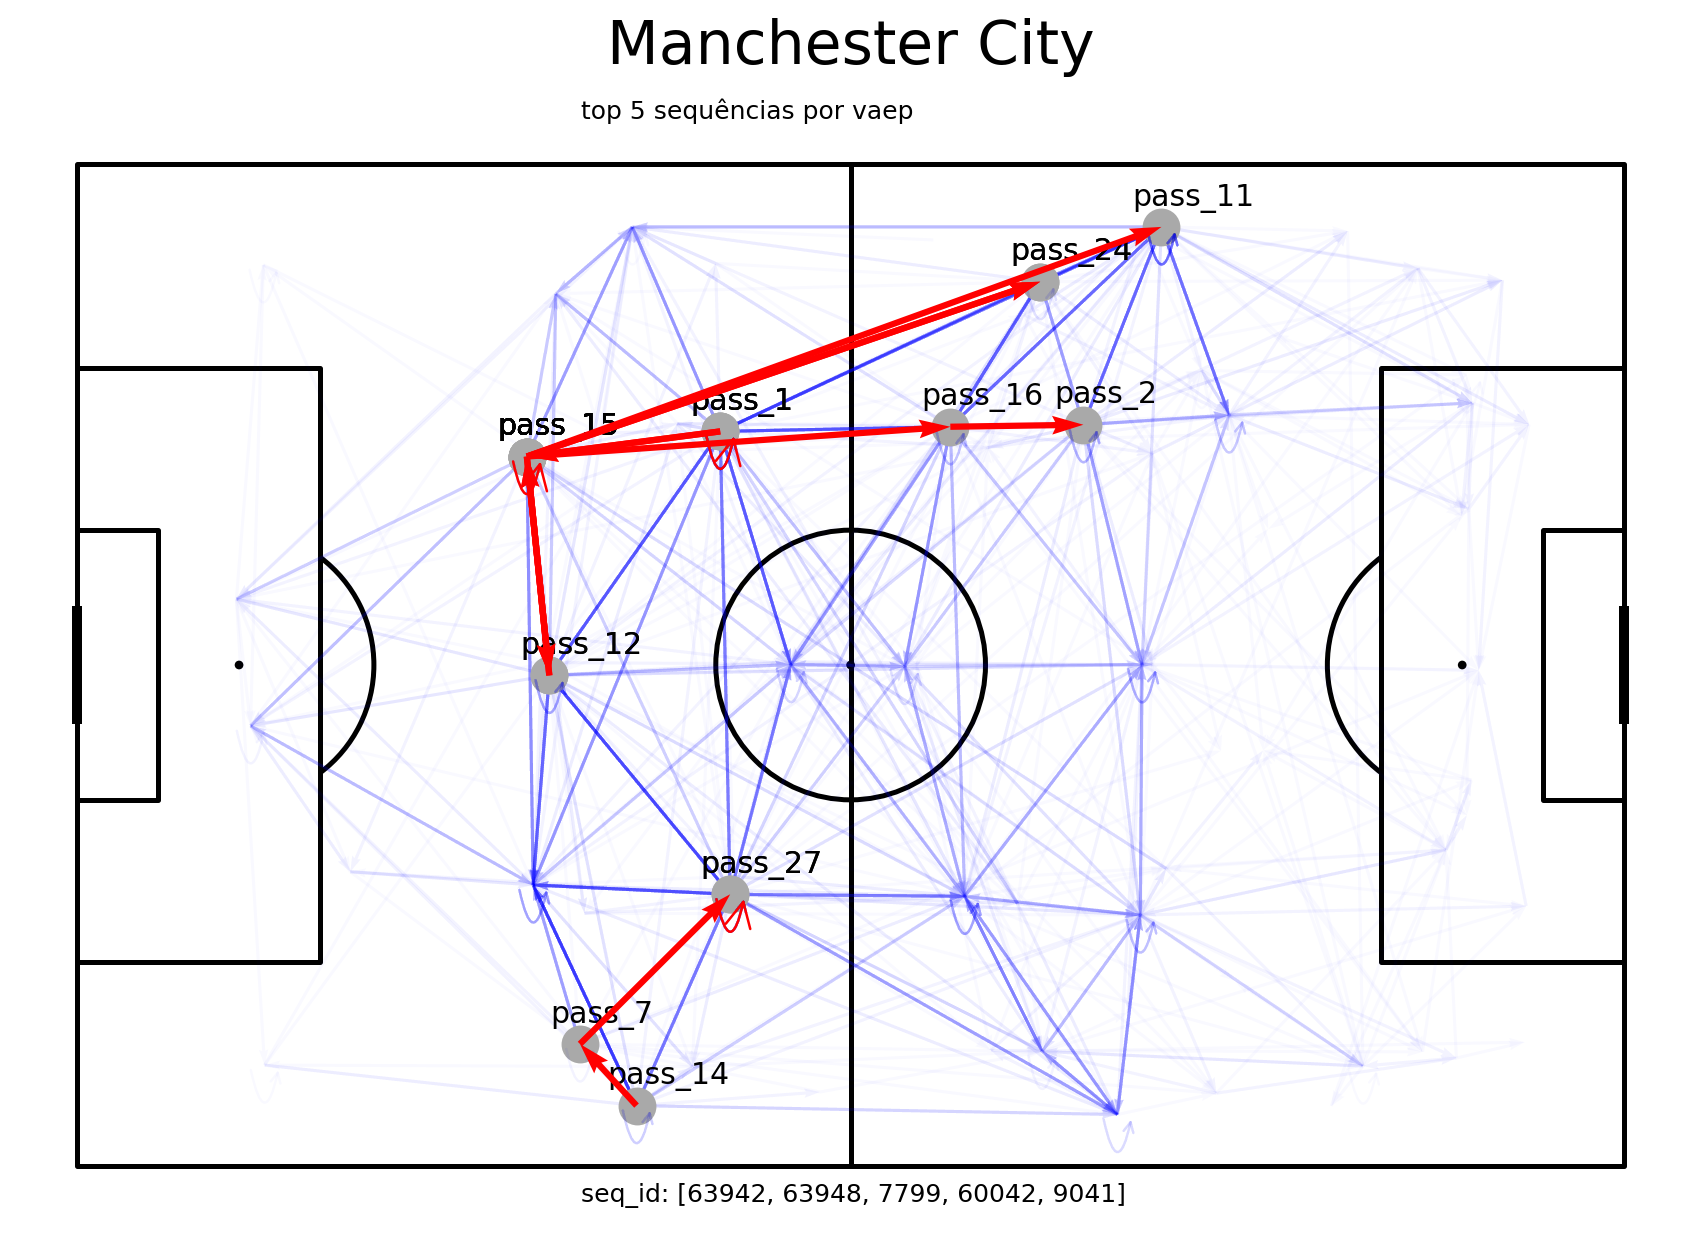 Manchester City
top 5 sequências por vaep
pass_11
pass_24
pass_16
pass_2
pass_1
pass_15
pass_12
pass_27
pass_7
pass_14
seq_id: [63942, 63948, 7799, 60042, 9041]